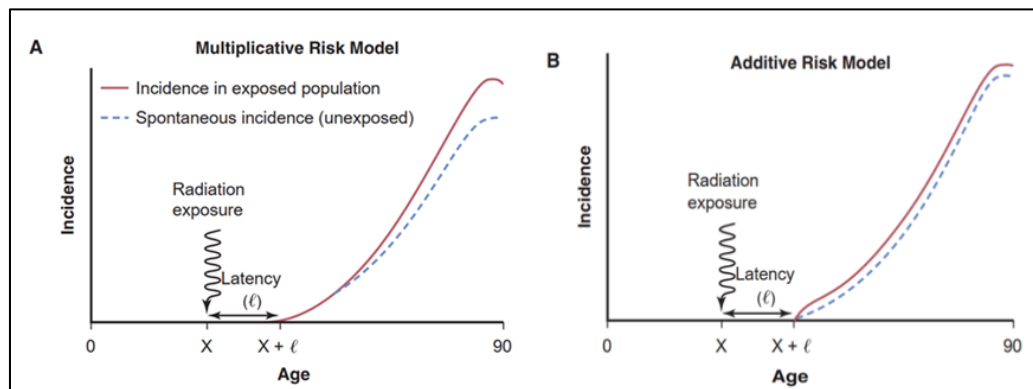 A
Multiplicative Risk Model
Incidence in exposed population
Spontaneous incidence (unexposed)
Incidence
Radiation
exposure
Latency
(ℓ)
0
X
X + ℓ
90
Age
B
Additive Risk Model
Incidence
Radiation
exposure
Latency
(ℓ)
0
X
X + ℓ
90
Age